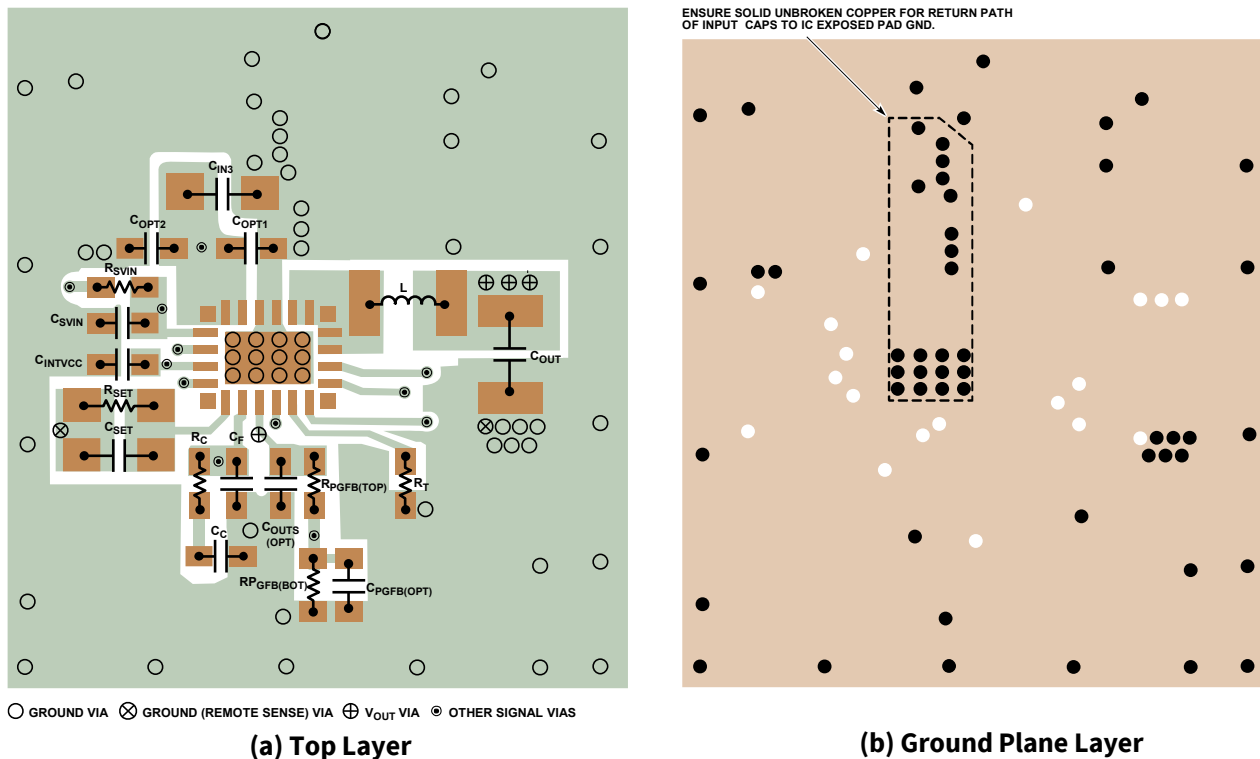 ENSURE SOLID UNBROKEN COPPER FOR RETURN PATH
OF INPUT CAPS TO IC EXPOSED PAD GND.
CIN3
COPT2
COPT1
RSVIN
L
CSVIN
COUT
CINTVCC
RSET
CSET
RC
CF
RPGFB(TOP)
RT
CC
COUTS
(OPT)
RPGFB(BOT)
CPGFB(OPT)
GROUND VIA
GROUND (REMOTE SENSE) VIA
VOUT VIA
OTHER SIGNAL VIAS
(a) Top Layer
(b) Ground Plane Layer